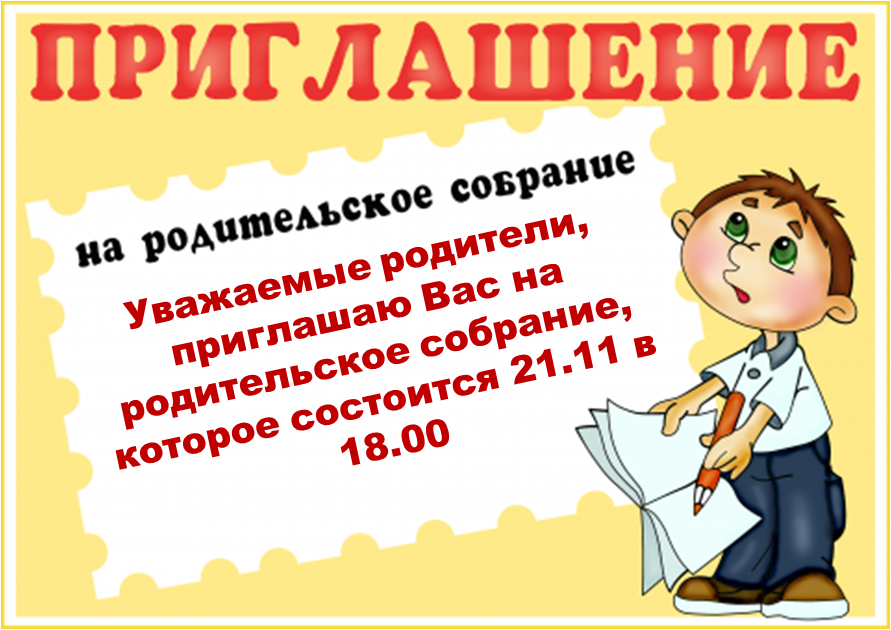 ПРИГЛАШЕНИЕ
на родительское собрание
Уважаемые родители,
приглашаю Вас на
родительское собрание,
которое состоится 21.11 в
18.00